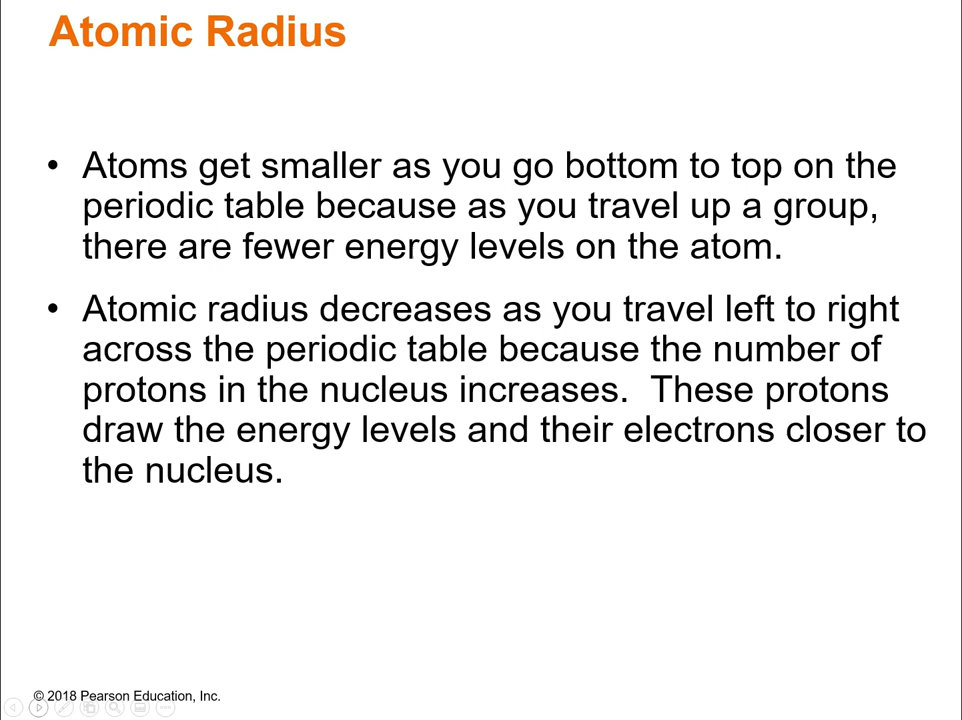 Atomic Radius
• Atoms get smaller as you go bottom to top on the
periodic table because as you travel up a group,
there are fewer energy levels on the atom.
• Atomic radius decreases as you travel left to right
across the periodic table because the number of
protons in the nucleus increases.  These protons
draw the energy levels and their electrons closer to
the nucleus.
© 2018 Pearson Education, Inc.